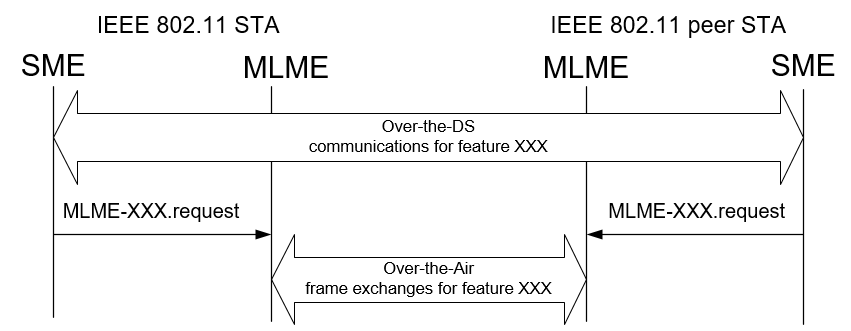 IEEE 802.11 STA
IEEE 802.11 peer STA
SME
MLME
MLME
SME
Over-the-DS
communications for feature XXX
MLME-XXX.request
MLME-XXX.request
Over-the-Air
frame exchanges for feature XXX